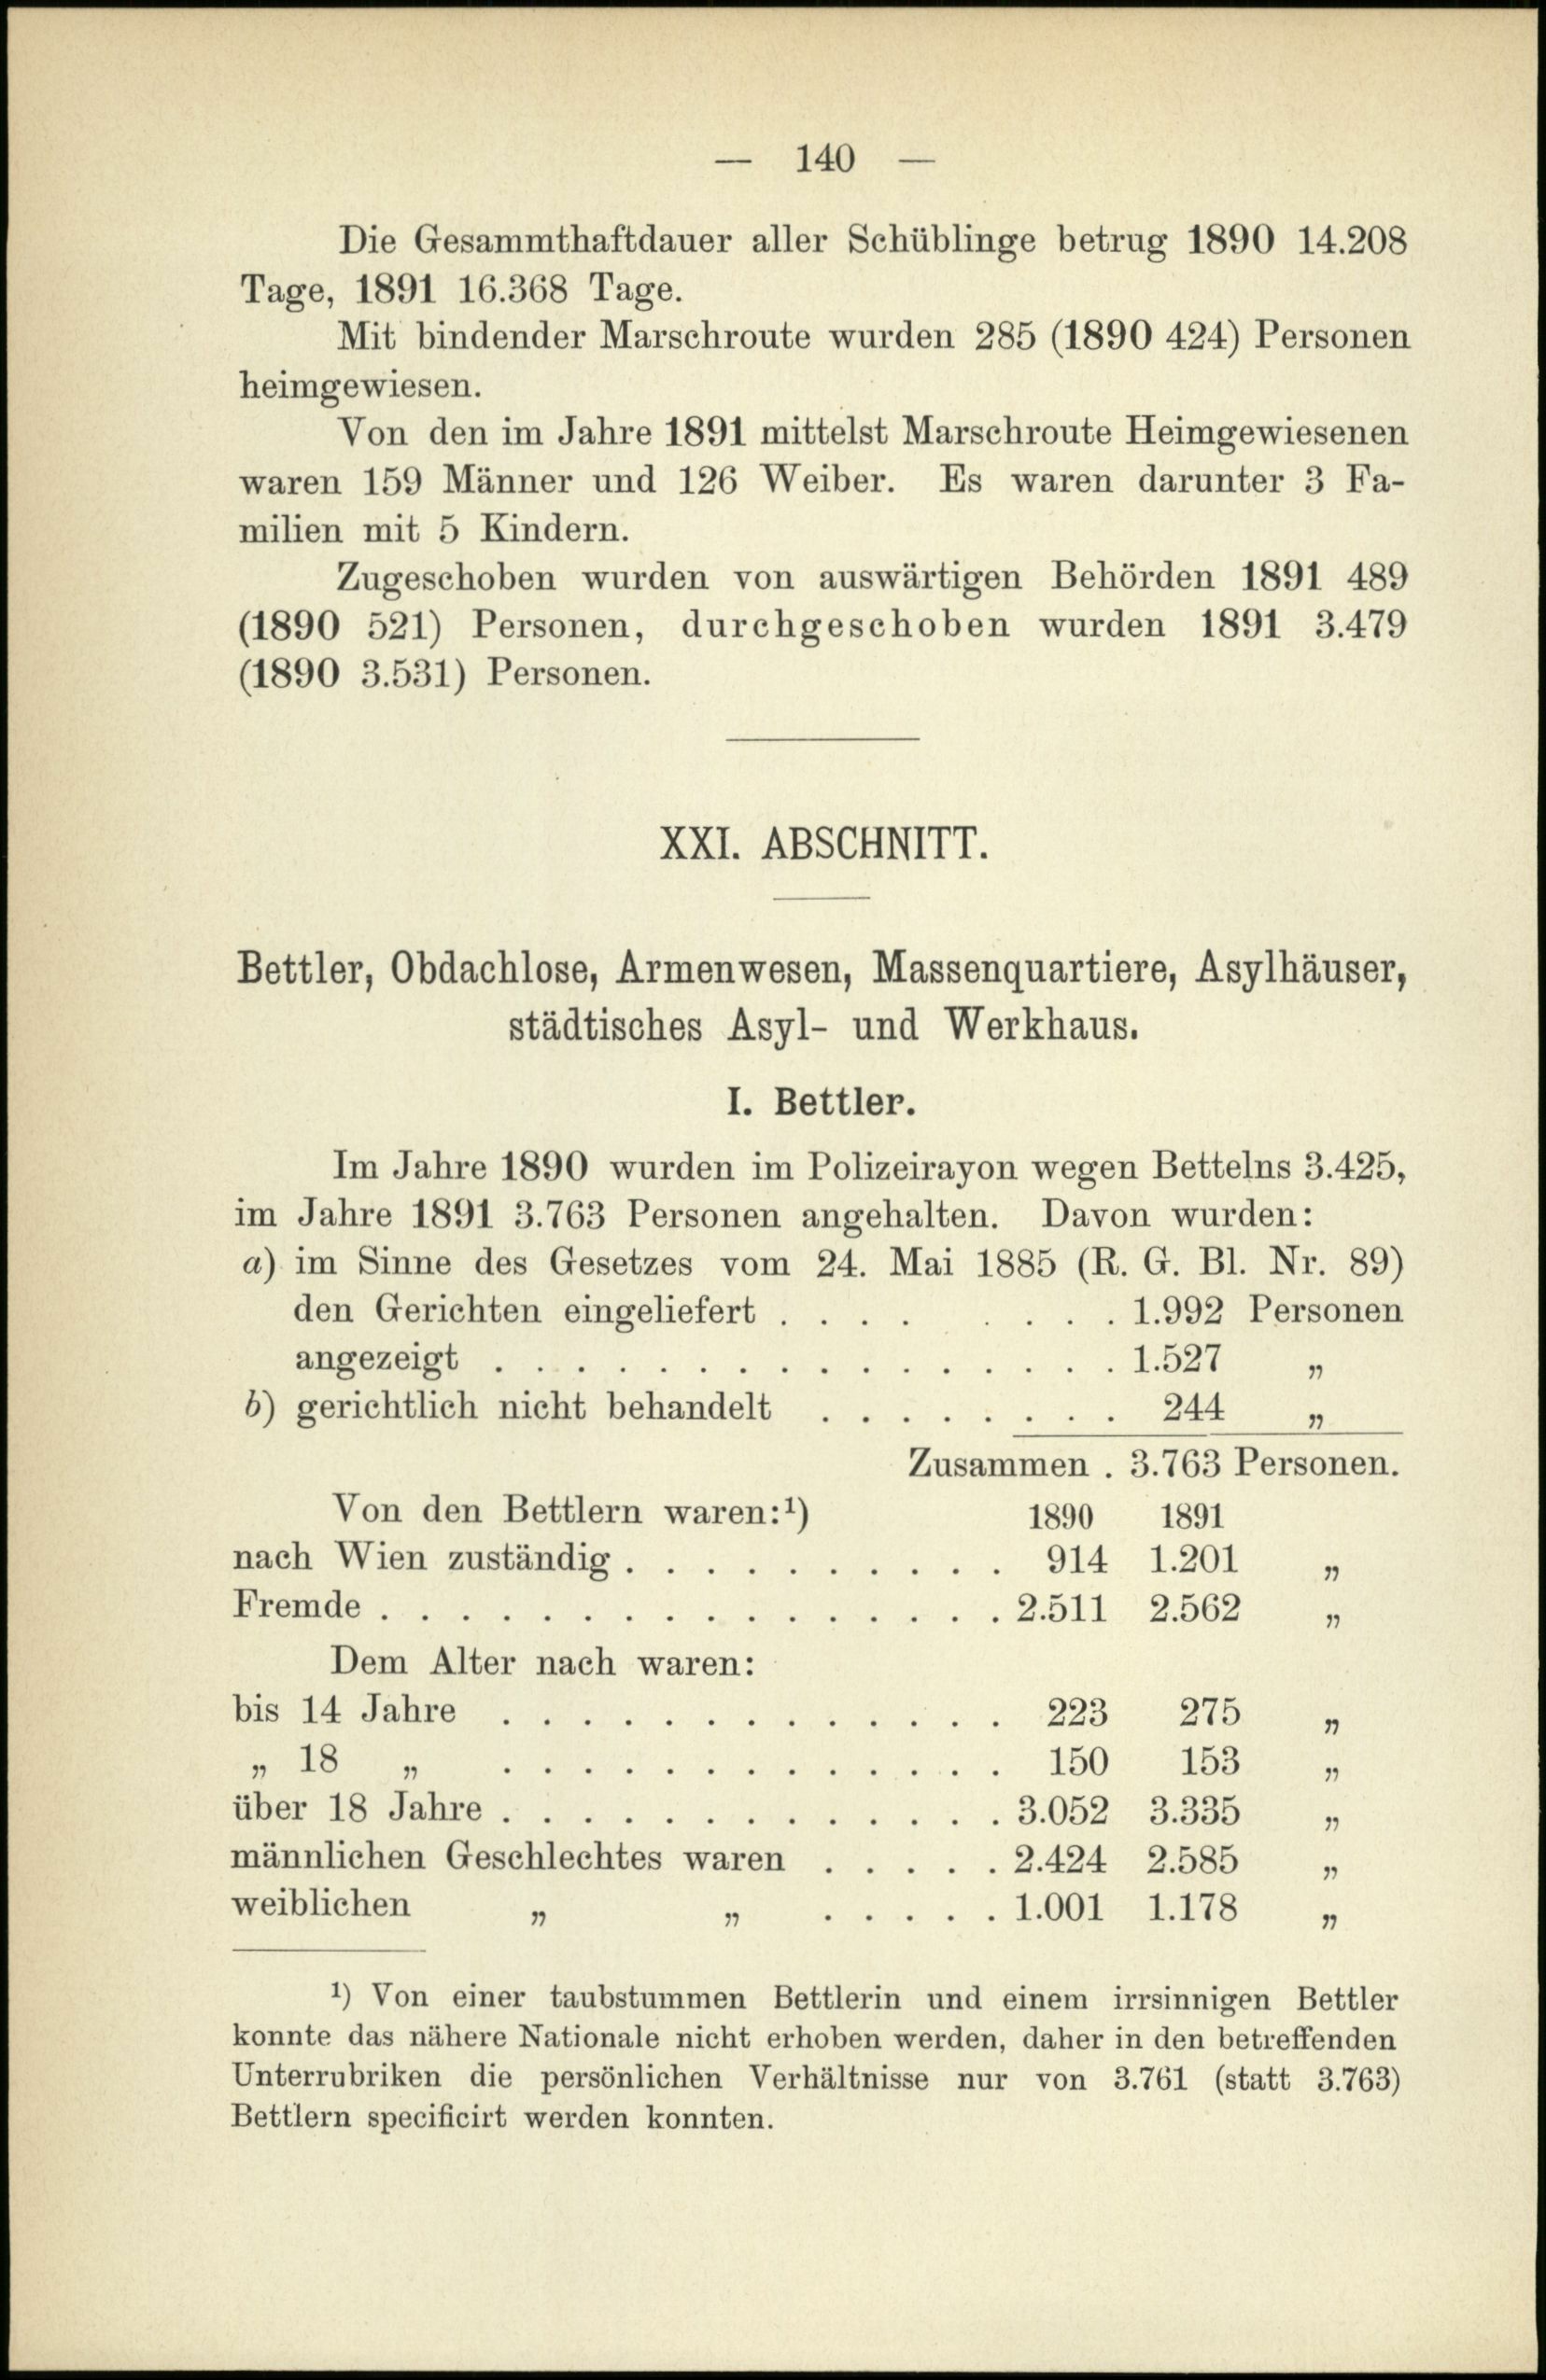 — 140 —
Die Gesammthaftdauer aller Schüblinge betrug 1890 14.208
Tage, 1891 16.368 Tage.
Mit bindender Marschroute wurden 285 (1890 424) Personen
heimgewiesen.
Von den im Jahre 1891 mittelst Marschroute Heimgewiesenen
waren 159 Männer und 126 Weiber. Es waren darunter 3 Fa-
milien mit 5 Kindern.
Zugeschoben wurden von auswärtigen Behörden 1891 489
(1890 521) Personen, durchgeschoben wurden 1891 3.479
(1890 3.531) Personen.
XXI. ABSCHNITT.
Bettler, Obdachlose, Armenwesen, Massenquartiere, Asylhäuser,
städtisches Asyl- und Werkhaus.
I. Bettler.
Im Jahre 1890 wurden im Polizeirayon wegen Bettelns 3.425,
im Jahre 1891 3.763 Personen angehalten. Davon wurden:
a) im Sinne des Gesetzes vom 24. Mai 1885 (R. G. Bl. Nr. 89)
den Gerichten eingeliefert . . . . . . . . 1.992 Personen
angezeigt . . . . . . . . . . . . . . . . 1.527 „
b) gerichtlich nicht behandelt . . . . . . . . 244 „
Zusammen . 3.763 Personen.
Von den Bettlern waren:¹) 1890 1891
nach Wien zuständig . . . . . . . . . . 914 1.201 „
Fremde . . . . . . . . . . . . . . . . 2.511 2.562 „
Dem Alter nach waren:
bis 14 Jahre . . . . . . . . . . . . . 223 275 „
„ 18 „ . . . . . . . . . . . . . 150 153 „
über 18 Jahre . . . . . . . . . . . . . 3.052 3.335 „
männlichen Geschlechtes waren . . . . . 2.424 2.585 „
weiblichen „ „ . . . . . 1.001 1.178 „
¹) Von einer taubstummen Bettlerin und einem irrsinnigen Bettler
konnte das nähere Nationale nicht erhoben werden, daher in den betreffenden
Unterrubriken die persönlichen Verhältnisse nur von 3.761 (statt 3.763)
Bettlern specificirt werden konnten.